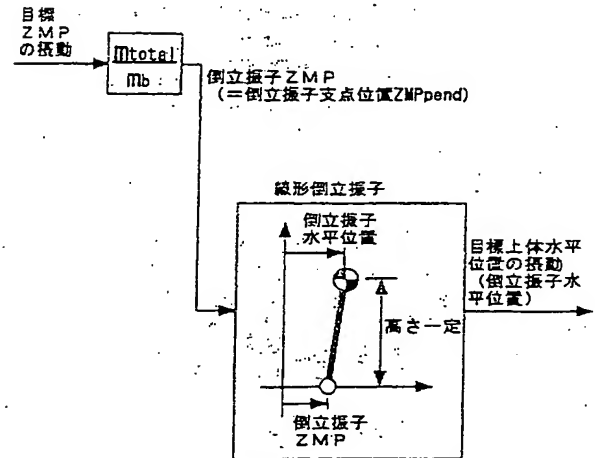 目標
ZMP
の摂動
mtotal
mb
倒立振子ZMP
(=倒立振子支点位置ZMPpend)
線形倒立振子
倒立振子
水平位置
高さ一定
倒立振子
ZMP
目標上体水平
位置の摂動
(倒立振子水
平位置)